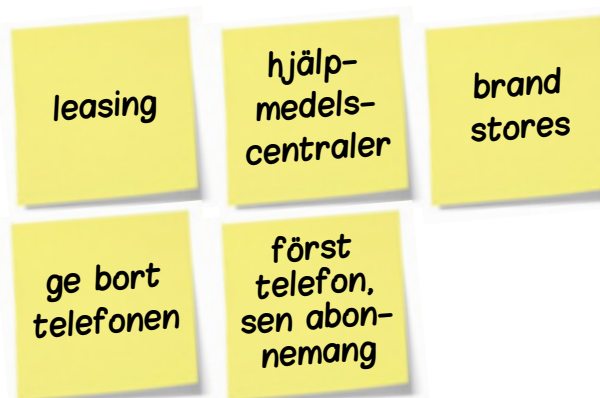 leasing
hjälp-
medels-
centraler
brand
stores
ge bort
telefonen
först
telefon,
sen abon-
nemang